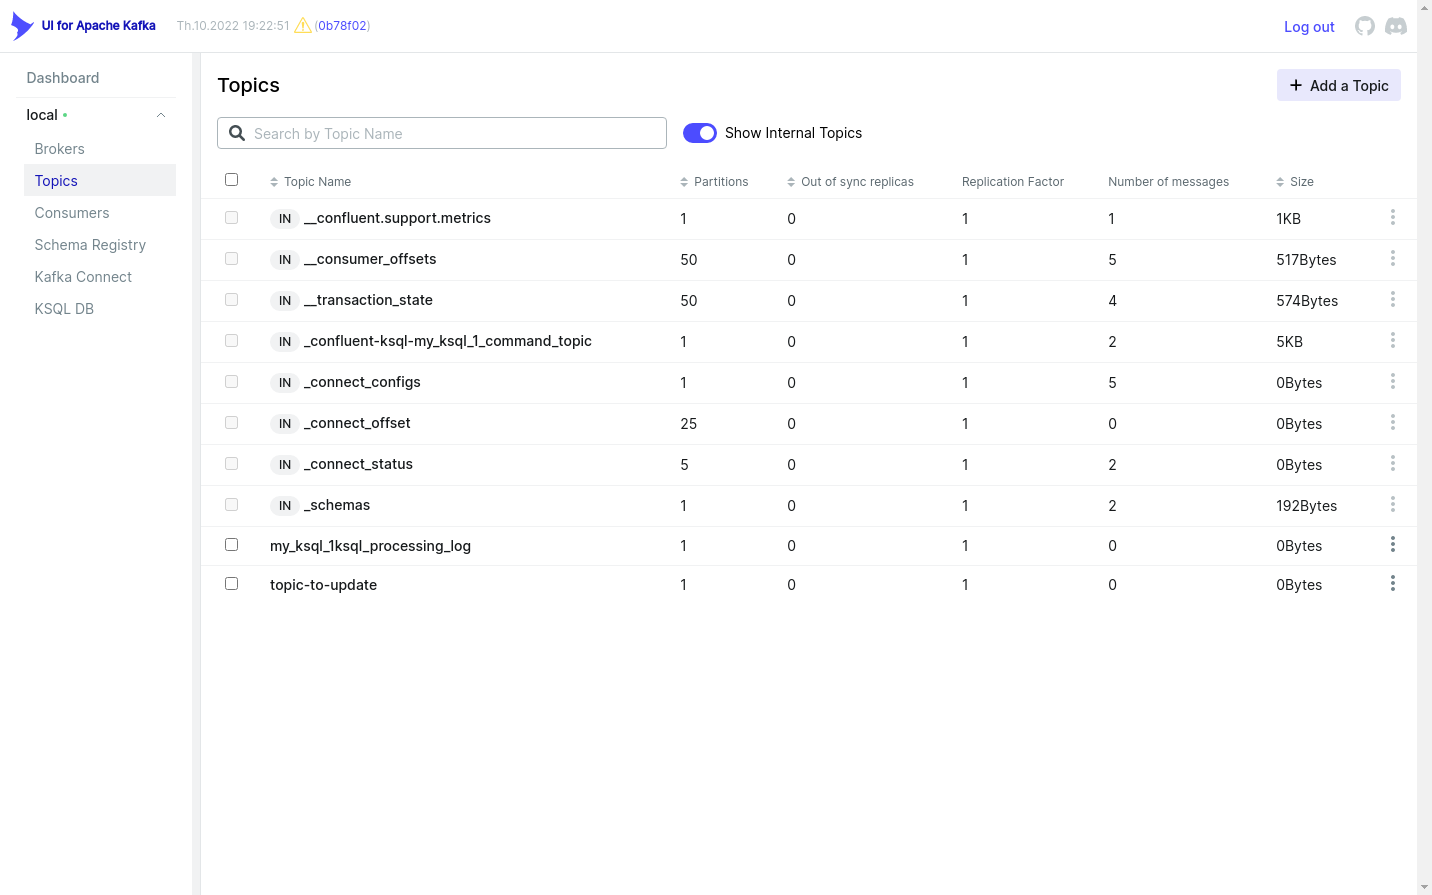 UI for Apache Kafka Th.10.2022 19:22:51 (0b78f02) Log out
Dashboard
local
Brokers
Topics
Consumers
Schema Registry
Kafka Connect
KSQL DB
Topics
Add a Topic
Search by Topic Name
Show Internal Topics
Topic Name Partitions Out of sync replicas Replication Factor Number of messages Size
IN __confluent.support.metrics 1 0 1 1 1KB
IN __consumer_offsets 50 0 1 5 517Bytes
IN __transaction_state 50 0 1 4 574Bytes
IN _confluent-ksql-my_ksql_1_command_topic 1 0 1 2 5KB
IN _connect_configs 1 0 1 5 0Bytes
IN _connect_offset 25 0 1 0 0Bytes
IN _connect_status 5 0 1 2 0Bytes
IN _schemas 1 0 1 2 192Bytes
my_ksql_1ksql_processing_log 1 0 1 0 0Bytes
topic-to-update 1 0 1 0 0Bytes